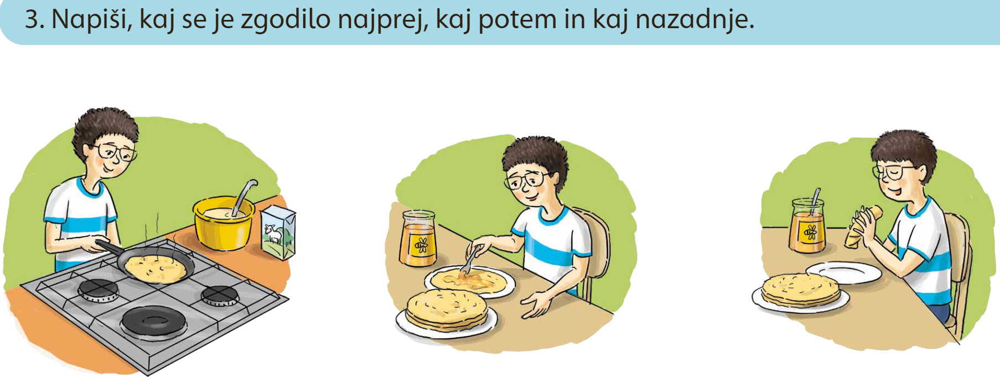 3. Napiši, kaj se je zgodilo najprej, kaj potem in kaj nazadnje.